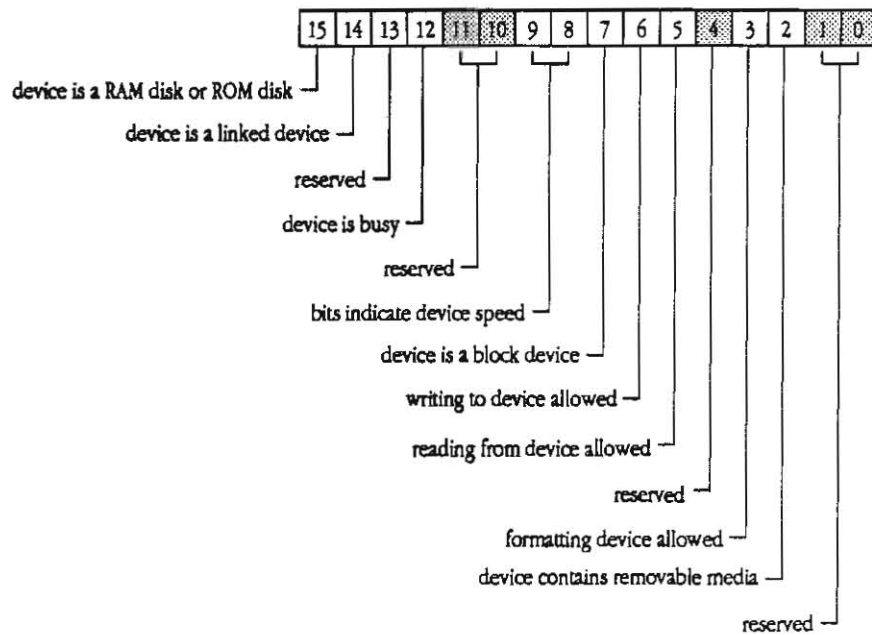 15 14 13 12 11 10 9 8 7 6 5 4 3 2 1 0
device is a RAM disk or ROM disk
device is a linked device
reserved
device is busy
reserved
bits indicate device speed
device is a block device
writing to device allowed
reading from device allowed
reserved
formatting device allowed
device contains removable media
reserved